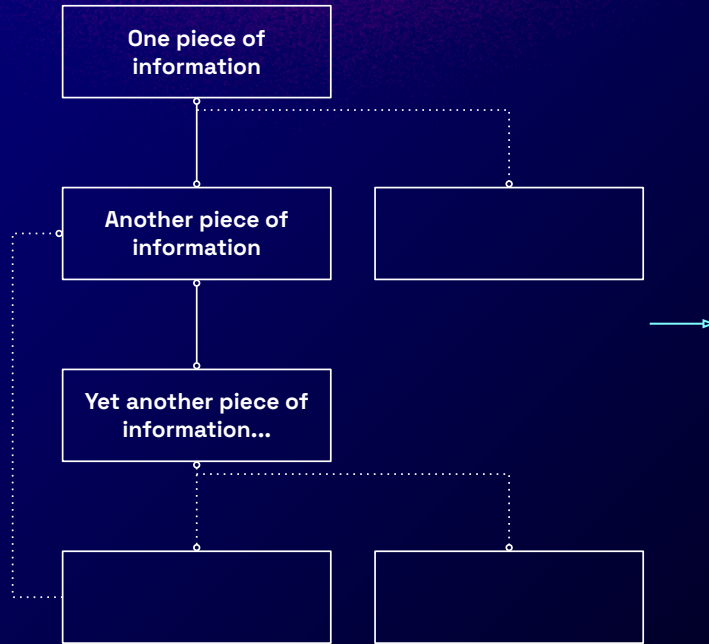 One piece of
information
Another piece of
information
Yet another piece of
information...